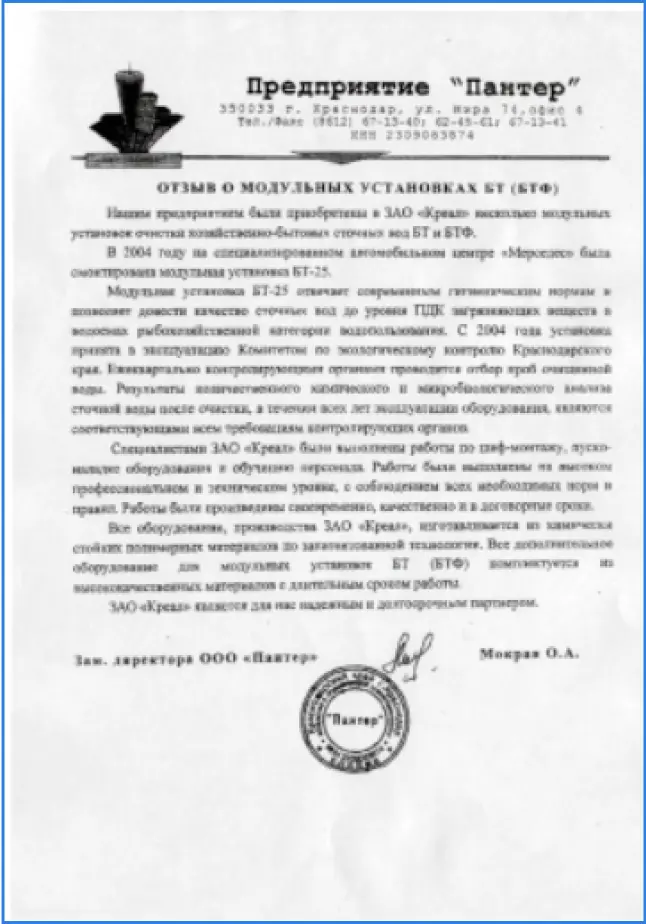 Предприятие "Пантер"
350033 г. Краснодар, ул. Мира 74, офис 4
Тел./Факс (8612) 67-13-40; 62-45-61; 67-13-41
ИНН 2309083874
ОТЗЫВ О МОДУЛЬНЫХ УСТАНОВКАХ БТ (БТФ)
Нашим предприятием были приобретены в ЗАО «Креал» несколько модульных
установок очистки хозяйственно-бытовых сточных вод БТ и БТФ.
В 2004 году на специализированном автомобильном центре «Мерседес» была
смонтирована модульная установка БТ-25.
Модульная установка БТ-25 отвечает современным гигиеническим нормам и
позволяет довести качество сточных вод до уровня ПДК загрязняющих веществ в
водоемах рыбохозяйственной категории водопользования. С 2004 года установка
принята в эксплуатацию Комитетом по экологическому контролю Краснодарского
края. Ежеквартально контролирующими органами проводится отбор проб очищенной
воды. Результаты количественного химического и микробиологического анализа
сточной воды после очистки, в течении всех лет эксплуатации оборудования, являются
соответствующими всем требованиям контролирующих органов.
Специалистами ЗАО «Креал» были выполнены работы по шеф-монтажу, пуско-
наладке оборудования и обучению персонала. Работы были выполнены на высоком
профессиональном и техническом уровне, с соблюдением всех необходимых норм и
правил. Работы были произведены своевременно, качественно и в договорные сроки.
Все оборудование, производства ЗАО «Креал», изготавливается из химически
стойких полимерных материалов по запатентованной технологии. Все дополнительное
оборудование для модульных установок БТ (БТФ) комплектуется из
высококачественных материалов с длительным сроком работы.
ЗАО «Креал» является для нас надежным и долгосрочным партнером.
Зам. директора ООО «Пантер»
Мокрая О.А.
"Пантер"